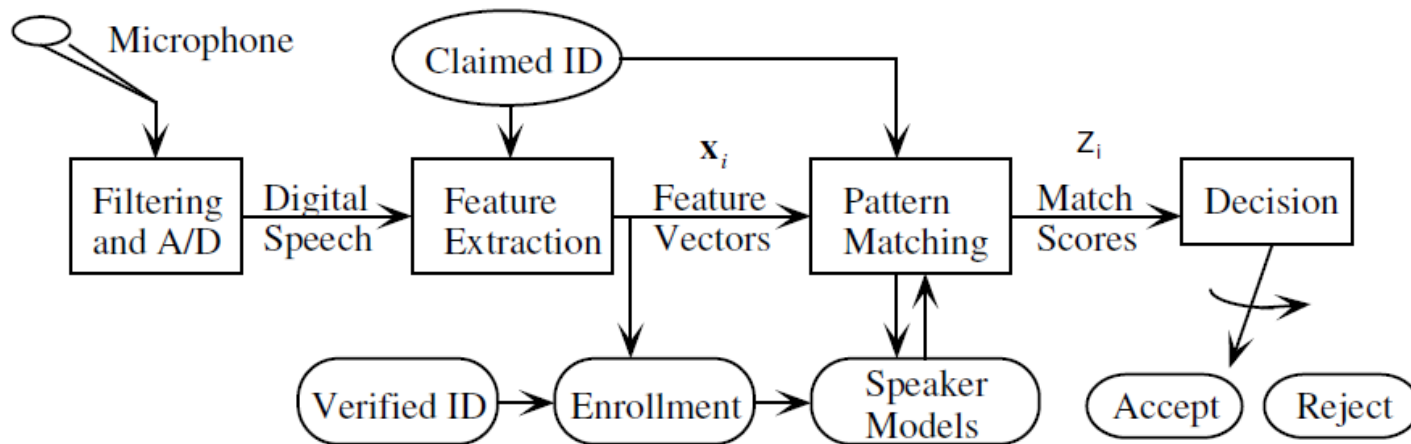 Microphone
Claimed ID
Filtering
and A/D
Digital
Speech
Feature
Extraction
x_i
Feature
Vectors
Pattern
Matching
Z_i
Match
Scores
Decision
Verified ID
Enrollment
Speaker
Models
Accept
Reject